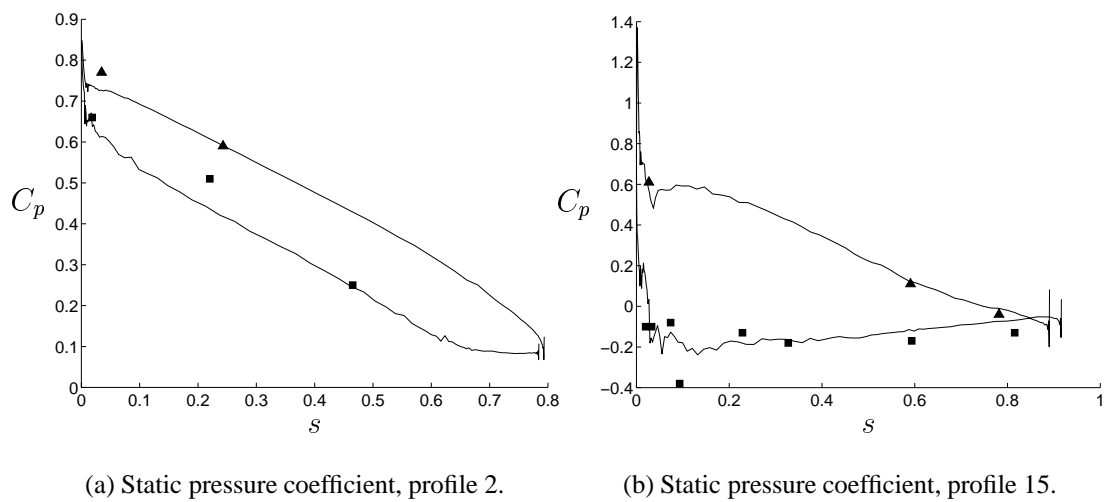 0.9
0.8
0.7
0.6
0.5
0.4
0.3
0.2
0.1
0
C_p
0 0.1 0.2 0.3 0.4 0.5 0.6 0.7 0.8
s
(a) Static pressure coefficient, profile 2.
1.4
1.2
1
0.8
0.6
0.4
0.2
0
−0.2
−0.4
C_p
0 0.2 0.4 0.6 0.8 1
s
(b) Static pressure coefficient, profile 15.